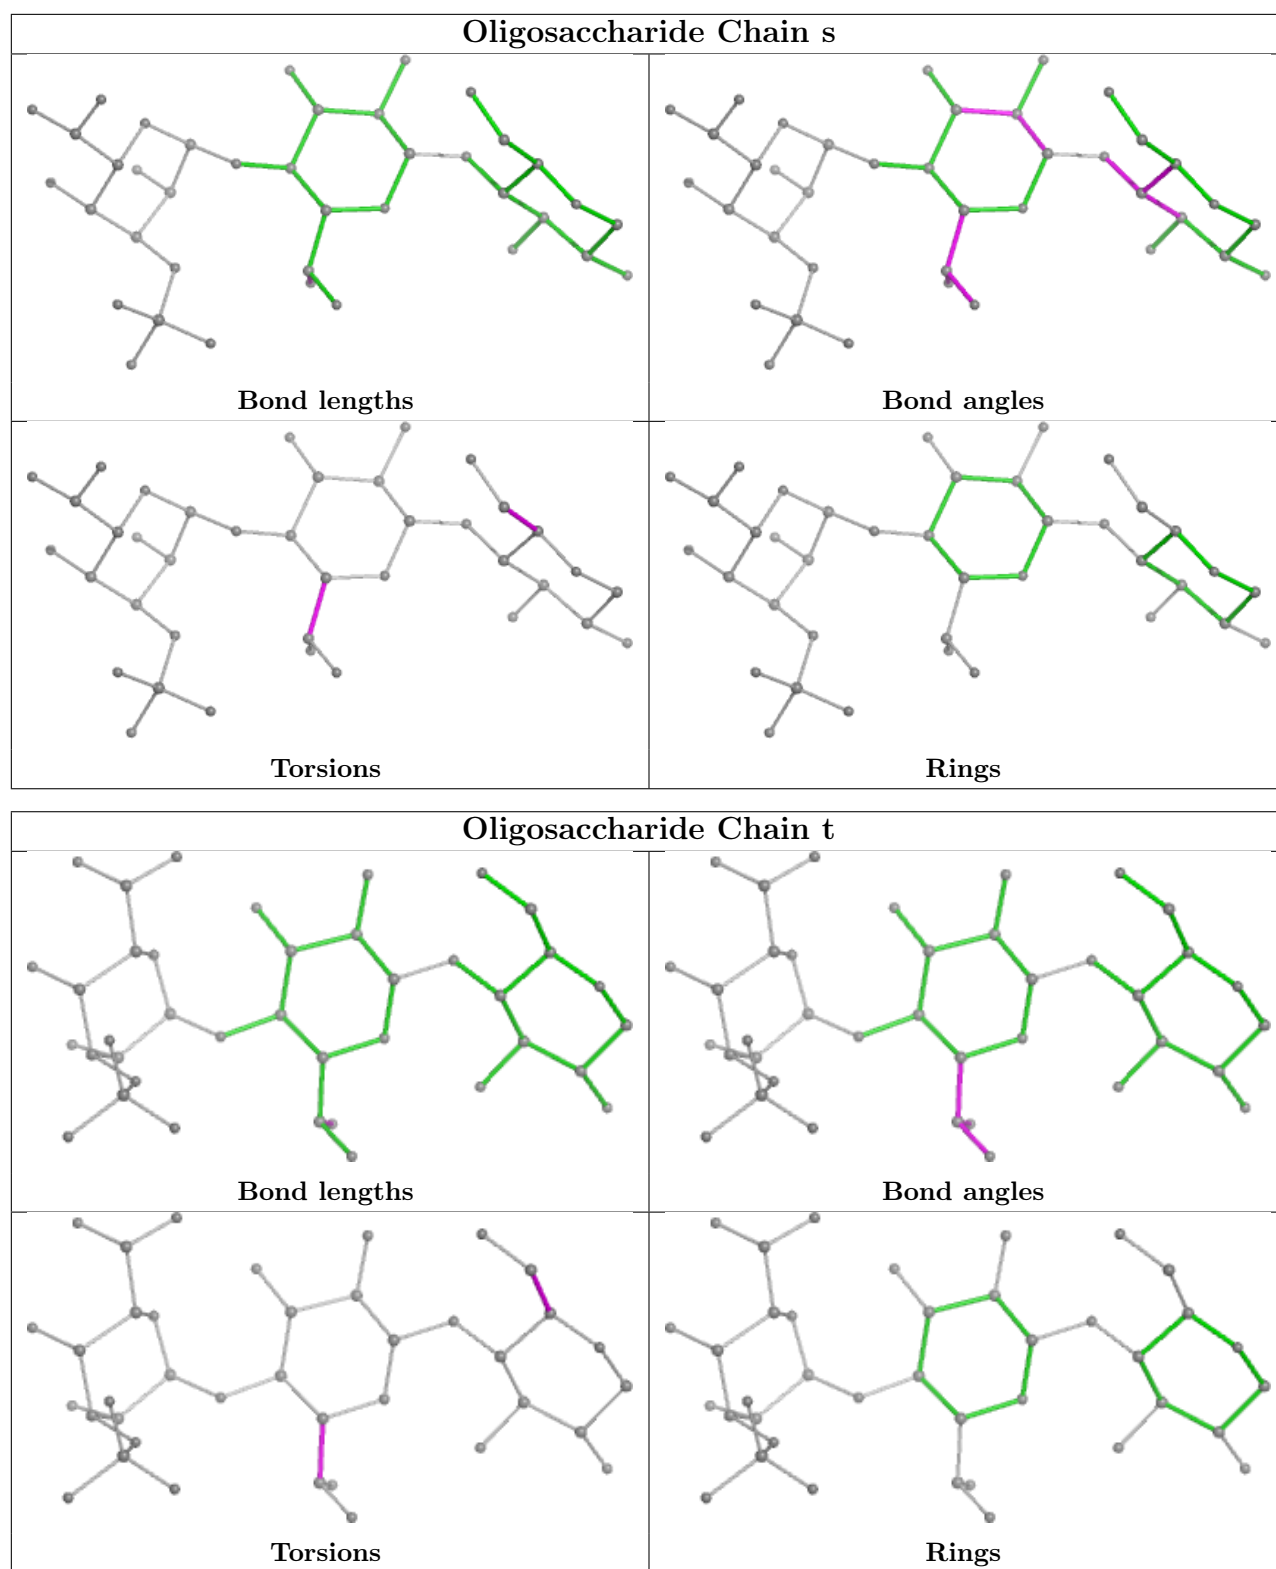 Oligosaccharide Chain s
Bond lengths
Bond angles
Torsions
Rings
Oligosaccharide Chain t
Bond lengths
Bond angles
Torsions
Rings